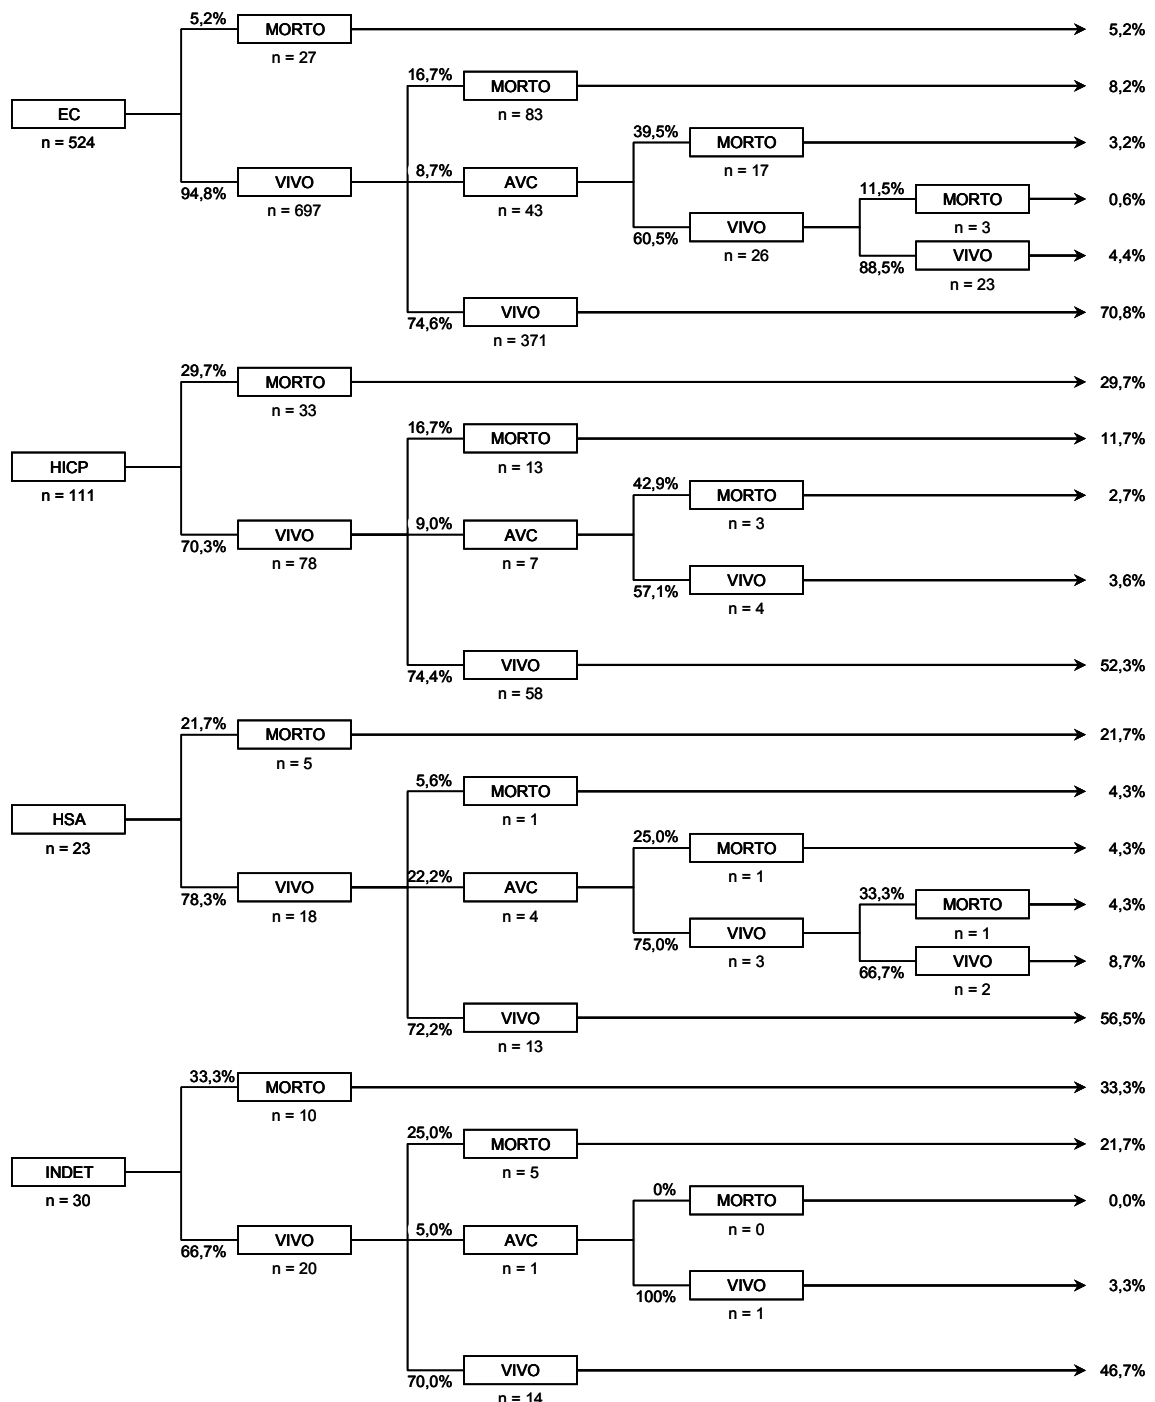 5,2% MORTO 5,2%
n = 27
16,7% MORTO 8,2%
EC n = 83
n = 524
39,5% MORTO 3,2%
n = 17
94,8% VIVO 8,7% AVC 11,5% MORTO 0,6%
n = 697 n = 43 n = 3
60,5% VIVO
n = 26
88,5% VIVO 4,4%
n = 23
74,6% VIVO 70,8%
n = 371
29,7% MORTO 29,7%
n = 33
16,7% MORTO 11,7%
HICP n = 13
n = 111
42,9% MORTO 2,7%
n = 3
70,3% VIVO 9,0% AVC
n = 78 n = 7
57,1% VIVO 3,6%
n = 4
74,4% VIVO 52,3%
n = 58
21,7% MORTO 21,7%
n = 5
5,6% MORTO 4,3%
HSA n = 1
n = 23
25,0% MORTO 4,3%
n = 1
78,3% VIVO 22,2% AVC 33,3% MORTO 4,3%
n = 18 n = 4 n = 1
75,0% VIVO
n = 3
66,7% VIVO 8,7%
n = 2
72,2% VIVO 56,5%
n = 13
33,3% MORTO 33,3%
n = 10
25,0% MORTO 21,7%
INDET n = 5
n = 30
0% MORTO 0,0%
n = 0
66,7% VIVO 5,0% AVC
n = 20 n = 1
100% VIVO 3,3%
n = 1
70,0% VIVO 46,7%
n = 14